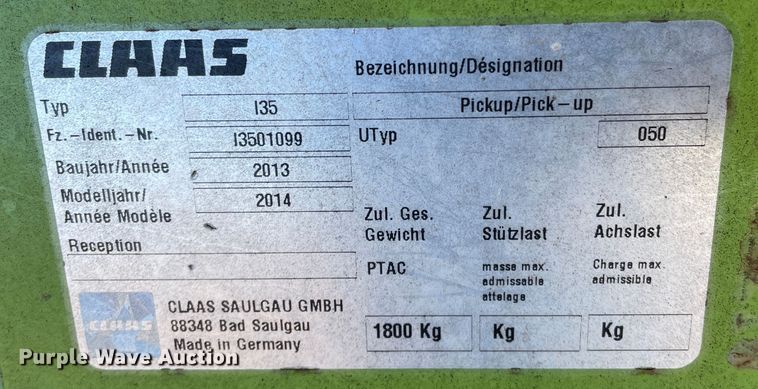 CLAAS
Bezeichnung/Désignation
Typ I35 Pickup/Pick-up
Fz.-Ident.-Nr. I3501099 UTyp 050
Baujahr/Année 2013
Modelljahr/
Année Modèle 2014
Reception
Zul. Ges.
Gewicht
Zul.
Stützlast
Zul.
Achslast
PTAC
masse max.
admissable
attelage
Charge max.
admissible
1800 Kg Kg Kg
CLAAS
CLAAS SAULGAU GMBH
88348 Bad Saulgau
Made in Germany
Purple Wave Auction